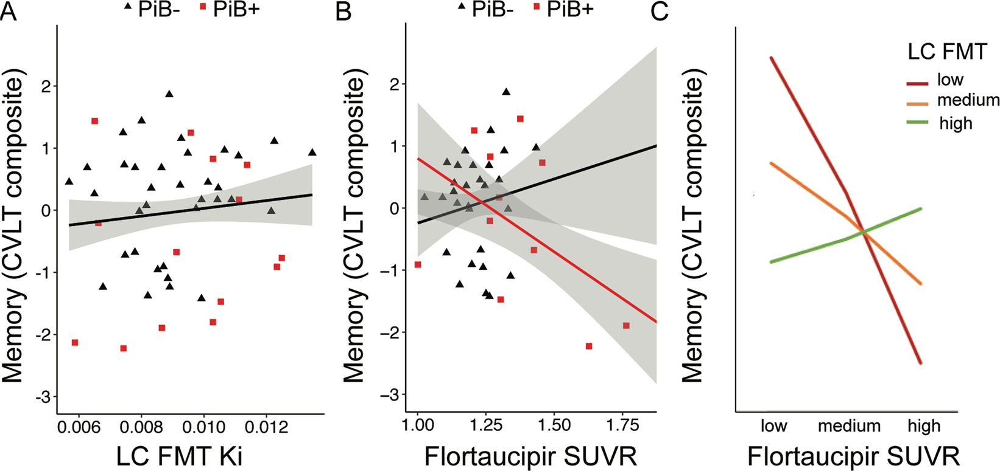 A
PiB- PiB+
Memory (CVLT composite)
2
1
0
-1
-2
-3
0.006 0.008 0.010 0.012
LC FMT Ki
B
PiB- PiB+
Memory (CVLT composite)
2
1
0
−1
−2
−3
1.00 1.25 1.50 1.75
Flortaucipir SUVR
C
LC FMT
low
medium
high
Memory (CVLT composite)
low medium high
Flortaucipir SUVR